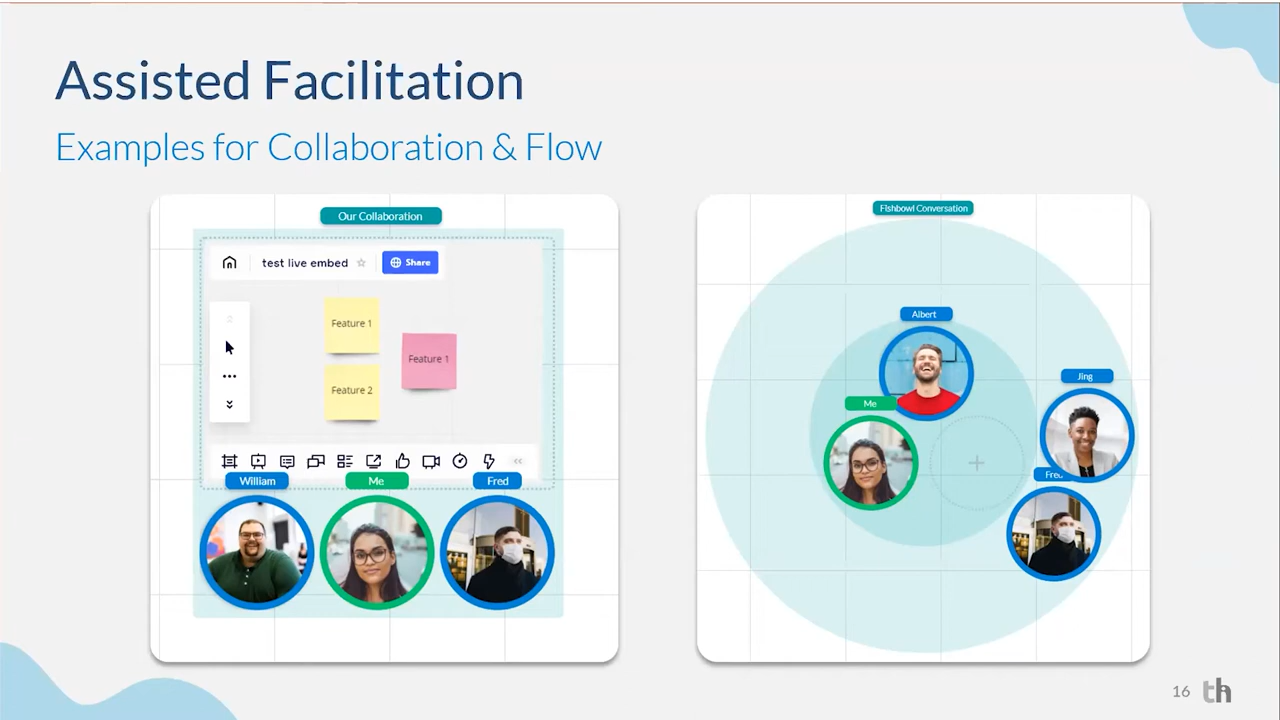 Assisted Facilitation
Examples for Collaboration & Flow
Our Collaboration
test live embed
Share
Feature 1
Feature 1
Feature 2
William
Me
Fred
Fishbowl Conversation
Albert
Jing
Me
Fred
16 th